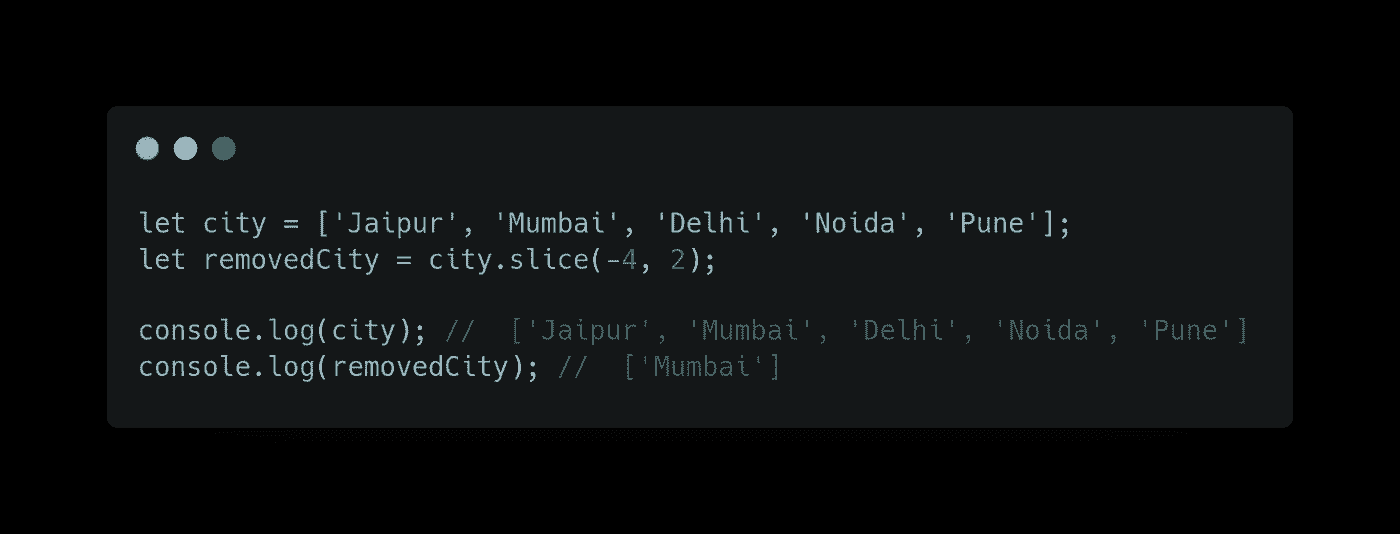 let city = ['Jaipur', 'Mumbai', 'Delhi', 'Noida', 'Pune'];
let removedCity = city.slice(-4, 2);
console.log(city); //  ['Jaipur', 'Mumbai', 'Delhi', 'Noida', 'Pune']
console.log(removedCity); //  ['Mumbai']